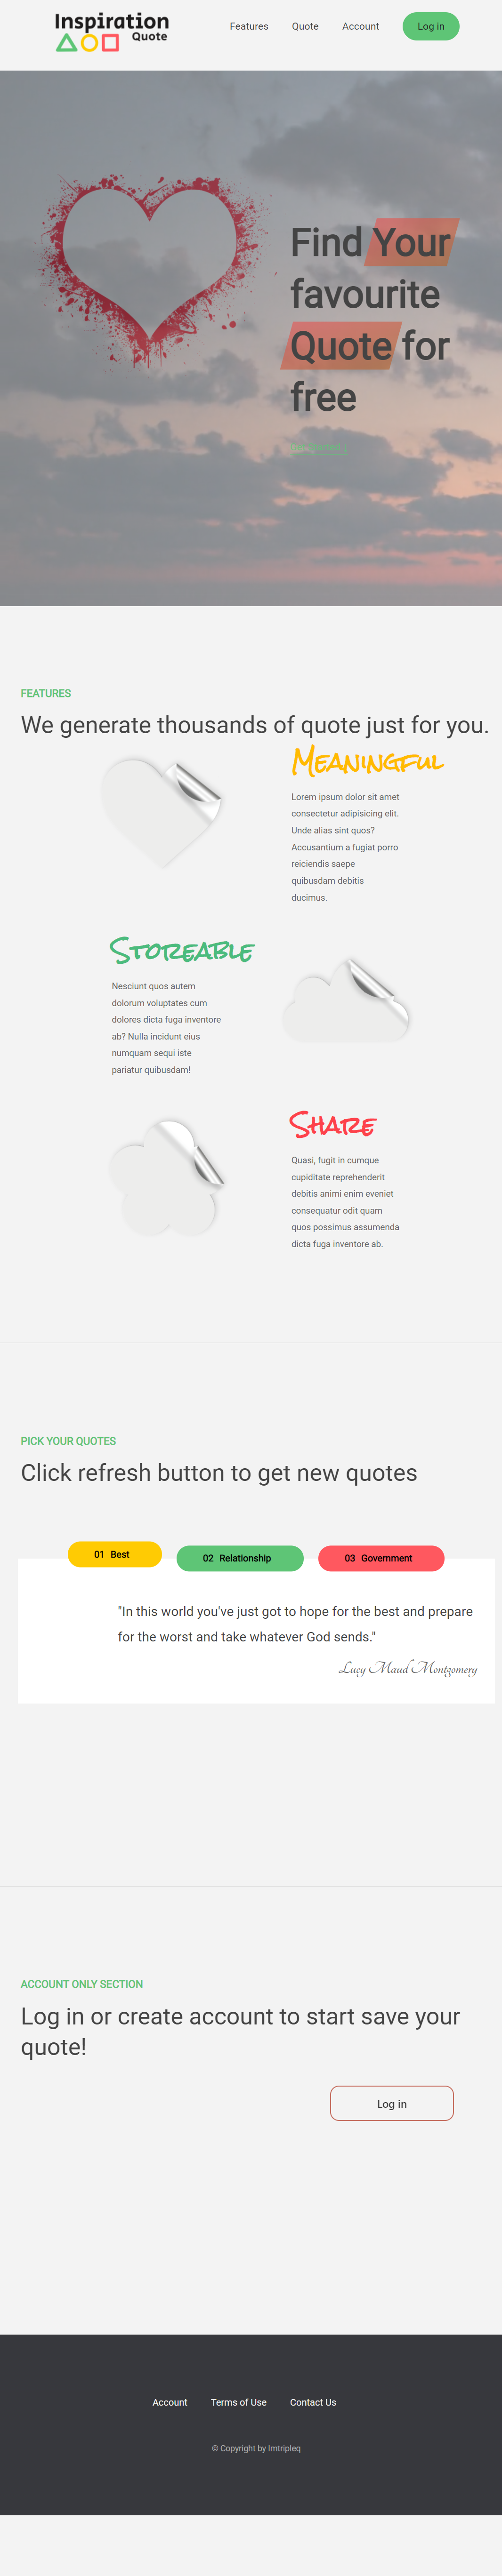 Inspiration
Quote
Features Quote Account Log in
Find Your
favourite
Quote for
free
FEATURES
We generate thousands of quote just for you.
Meaningful
Lorem ipsum dolor sit amet
consectetur adipisicing elit.
Unde alias sint quos?
Accusantium a fugiat porro
reiciendis saepe
quibusdam debitis
ducimus.
Storeable
Nesciunt quos autem
dolorum voluptates cum
dolores dicta fuga inventore
ab? Nulla incidunt eius
numquam sequi iste
pariatur quibusdam!
Share
Quasi, fugit in cumque
cupiditate reprehenderit
debitis animi enim eveniet
consequatur odit quam
quos possimus assumenda
dicta fuga inventore ab.
PICK YOUR QUOTES
Click refresh button to get new quotes
01 Best 02 Relationship 03 Government
"In this world you've just got to hope for the best and prepare
for the worst and take whatever God sends."
Lucy Maud Montgomery
ACCOUNT ONLY SECTION
Log in or create account to start save your
quote!
Log in
Account Terms of Use Contact Us
© Copyright by Imtripleq